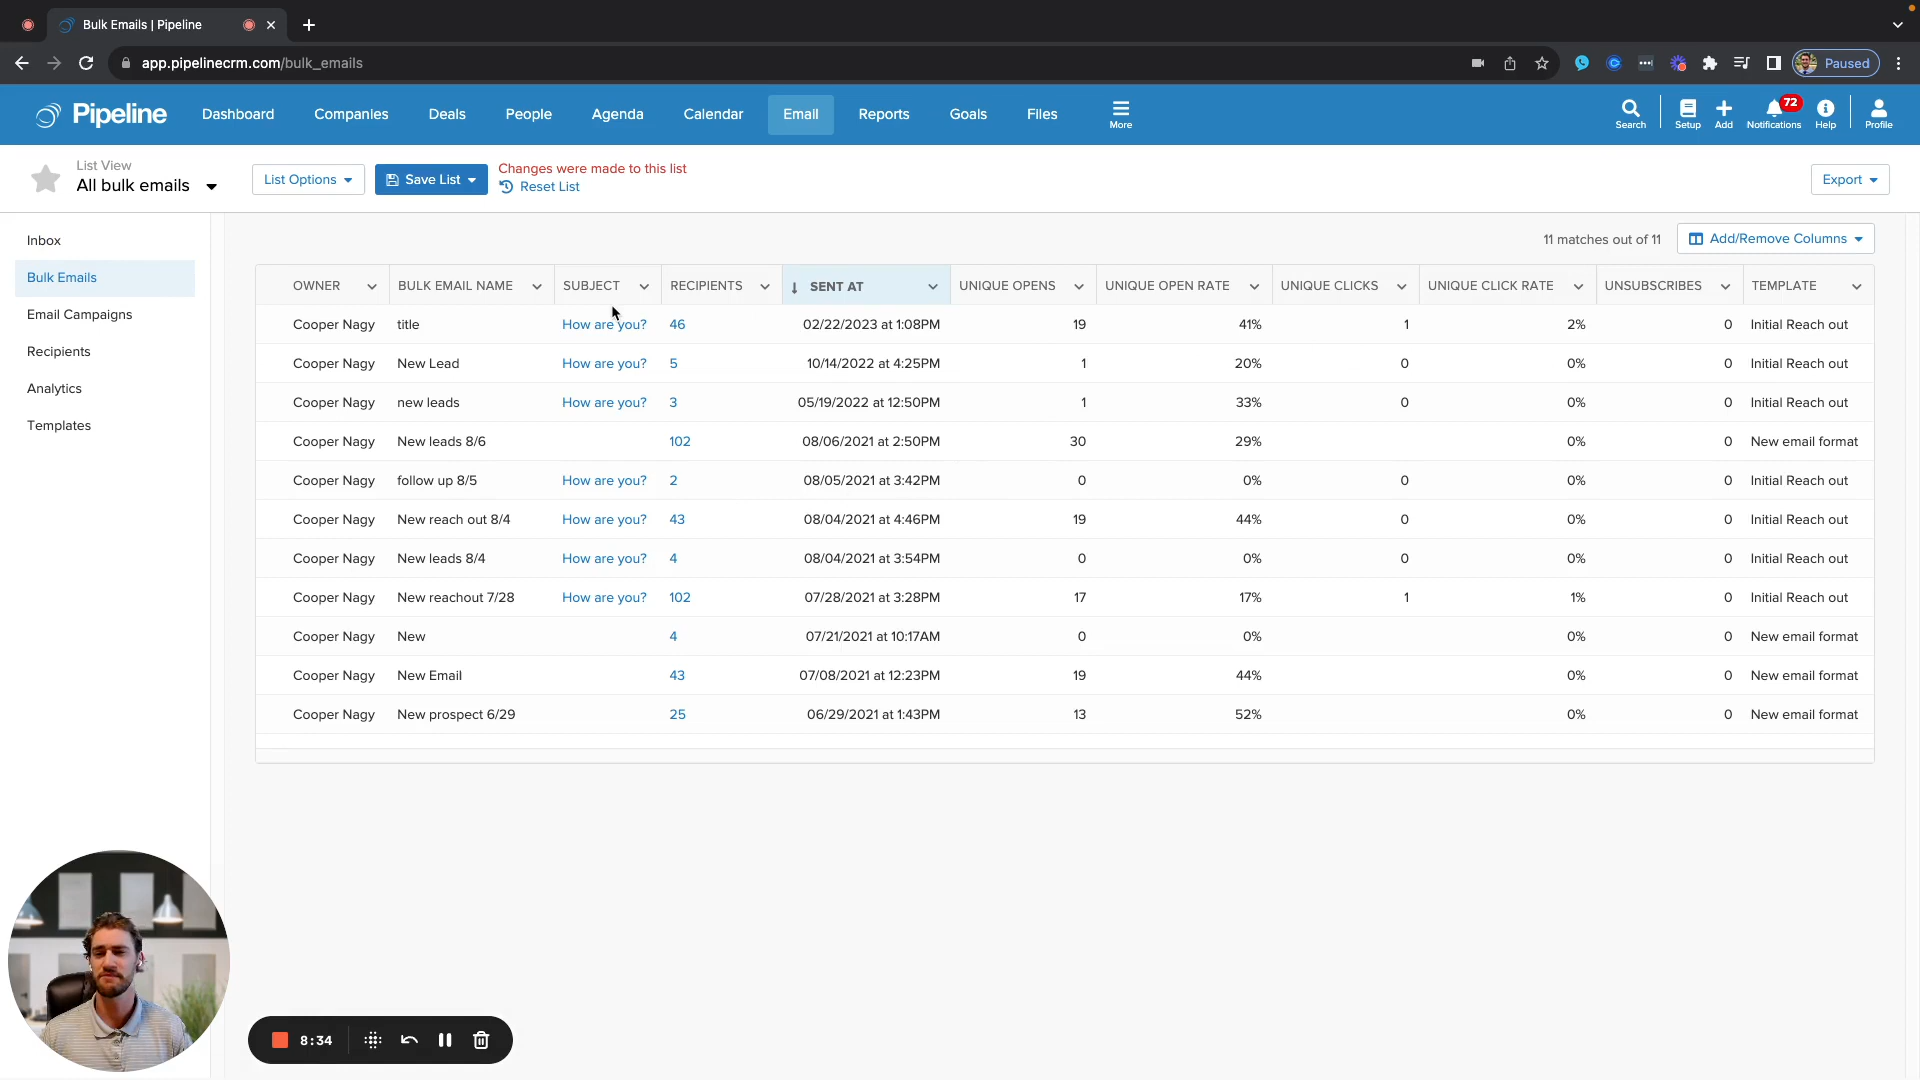 Bulk Emails | Pipeline
app.pipelinecrm.com/bulk_emails
Paused
Pipeline
Dashboard Companies Deals People Agenda Calendar Email Reports Goals Files More
Search Setup Add 72 Notifications Help Profile
List View
All bulk emails
List Options
Save List
Changes were made to this list
Reset List
Export
Inbox
Bulk Emails
Email Campaigns
Recipients
Analytics
Templates
11 matches out of 11
Add/Remove Columns
OWNER BULK EMAIL NAME SUBJECT RECIPIENTS SENT AT UNIQUE OPENS UNIQUE OPEN RATE UNIQUE CLICKS UNIQUE CLICK RATE UNSUBSCRIBES TEMPLATE
Cooper Nagy title How are you? 46 02/22/2023 at 1:08PM 19 41% 1 2% 0 Initial Reach out
Cooper Nagy New Lead How are you? 5 10/14/2022 at 4:25PM 1 20% 0 0% 0 Initial Reach out
Cooper Nagy new leads How are you? 3 05/19/2022 at 12:50PM 1 33% 0 0% 0 Initial Reach out
Cooper Nagy New leads 8/6 102 08/06/2021 at 2:50PM 30 29% 0% 0 New email format
Cooper Nagy follow up 8/5 How are you? 2 08/05/2021 at 3:42PM 0 0% 0 0% 0 Initial Reach out
Cooper Nagy New reach out 8/4 How are you? 43 08/04/2021 at 4:46PM 19 44% 0 0% 0 Initial Reach out
Cooper Nagy New leads 8/4 How are you? 4 08/04/2021 at 3:54PM 0 0% 0 0% 0 Initial Reach out
Cooper Nagy New reachout 7/28 How are you? 102 07/28/2021 at 3:28PM 17 17% 1 1% 0 Initial Reach out
Cooper Nagy New 4 07/21/2021 at 10:17AM 0 0% 0% 0 New email format
Cooper Nagy New Email 43 07/08/2021 at 12:23PM 19 44% 0% 0 New email format
Cooper Nagy New prospect 6/29 25 06/29/2021 at 1:43PM 13 52% 0% 0 New email format
8:34